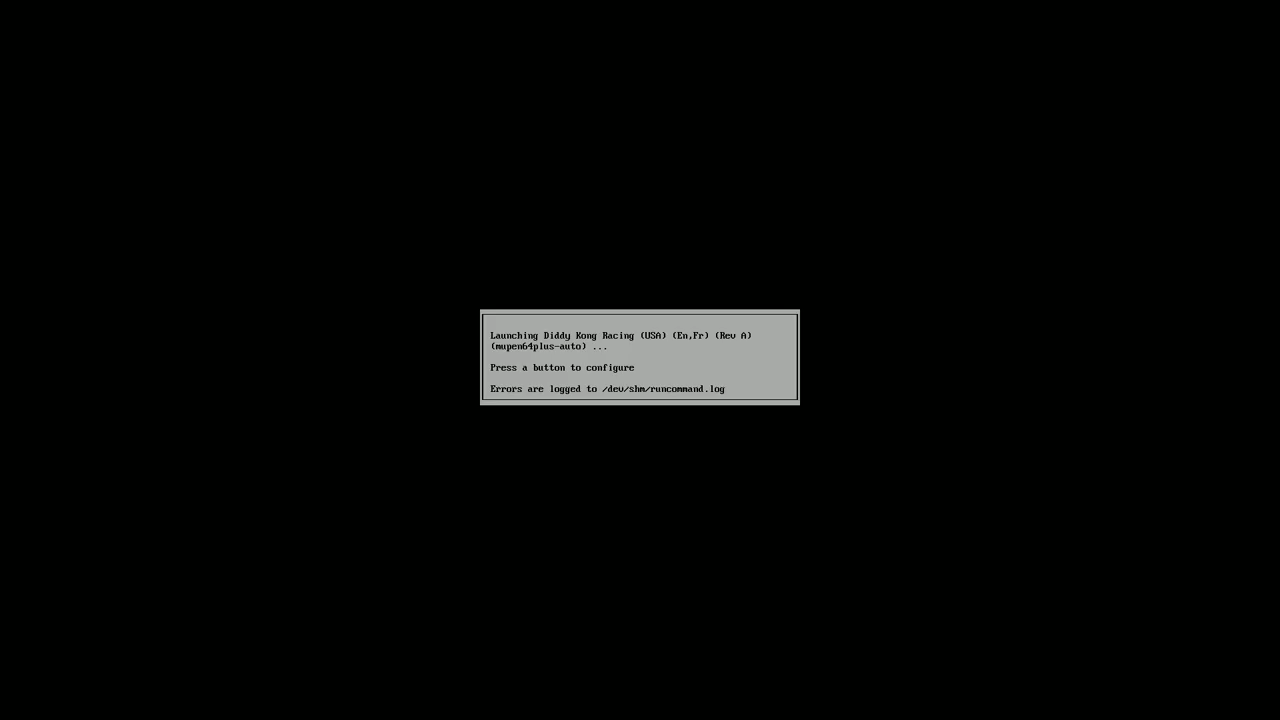 Launching Diddy Kong Racing (USA) (En,Fr) (Rev A)
(mupen64plus-auto) ...
Press a button to configure
Errors are logged to /dev/shm/runcommand.log